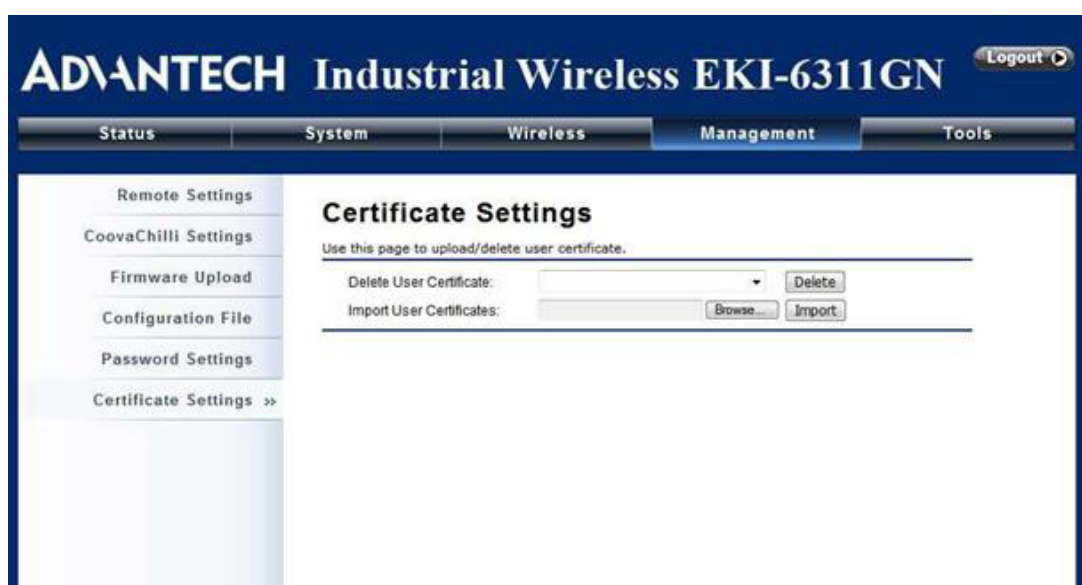 ADVANTECH Industrial Wireless EKI-6311GN Logout
Status System Wireless Management Tools
Remote Settings
CoovaChilli Settings
Firmware Upload
Configuration File
Password Settings
Certificate Settings »
Certificate Settings
Use this page to upload/delete user certificate.
Delete User Certificate: Delete
Import User Certificates: Browse... Import